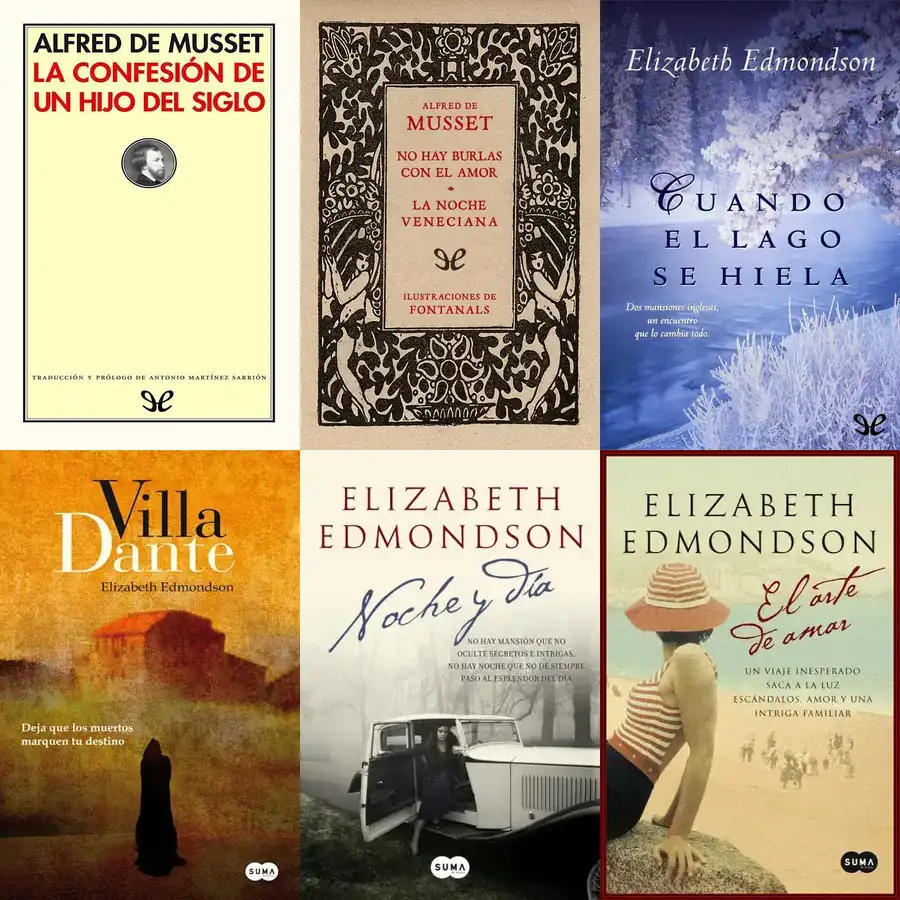 ALFRED DE MUSSET
LA CONFESIÓN DE
UN HIJO DEL SIGLO
TRADUCCIÓN Y PRÓLOGO DE ANTONIO MARTÍNEZ SARRIÓN
ALFRED DE
MUSSET
NO HAY BURLAS
CON EL AMOR
LA NOCHE
VENECIANA
ILUSTRACIONES DE
FONTANALS
Elizabeth Edmondson
CUANDO
EL LAGO
SE HIELA
Dos mansiones inglesas,
un encuentro
que lo cambia todo.
Villa
Dante
Elizabeth Edmondson
Deja que los muertos
marquen tu destino
SUMA
ELIZABETH
EDMONDSON
Noche y día
NO HAY MANSIÓN QUE NO
OCULTE SECRETOS E INTRIGAS.
NO HAY NOCHE QUE NO DE SIEMPRE
PASO AL ESPLENDOR DEL DÍA
SUMA
ELIZABETH
EDMONDSON
El arte
de amar
UN VIAJE INESPERADO
SACA A LA LUZ
ESCÁNDALOS, AMOR Y UNA
INTRIGA FAMILIAR
SUMA